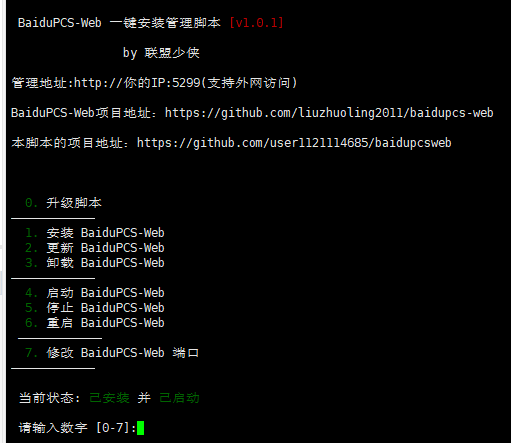 BaiduPCS-Web 一键安装管理脚本 [v1.0.1]
by 联盟少侠
管理地址:http://你的IP:5299(支持外网访问)
BaiduPCS-Web项目地址: https://github.com/liuzhuoling2011/baidupcs-web
本脚本的项目地址: https://github.com/user1121114685/baidupcsweb
0. 升级脚本
1. 安装 BaiduPCS-Web
2. 更新 BaiduPCS-Web
3. 卸载 BaiduPCS-Web
4. 启动 BaiduPCS-Web
5. 停止 BaiduPCS-Web
6. 重启 BaiduPCS-Web
7. 修改 BaiduPCS-Web 端口
当前状态: 已安装 并 已启动
请输入数字 [0-7]: